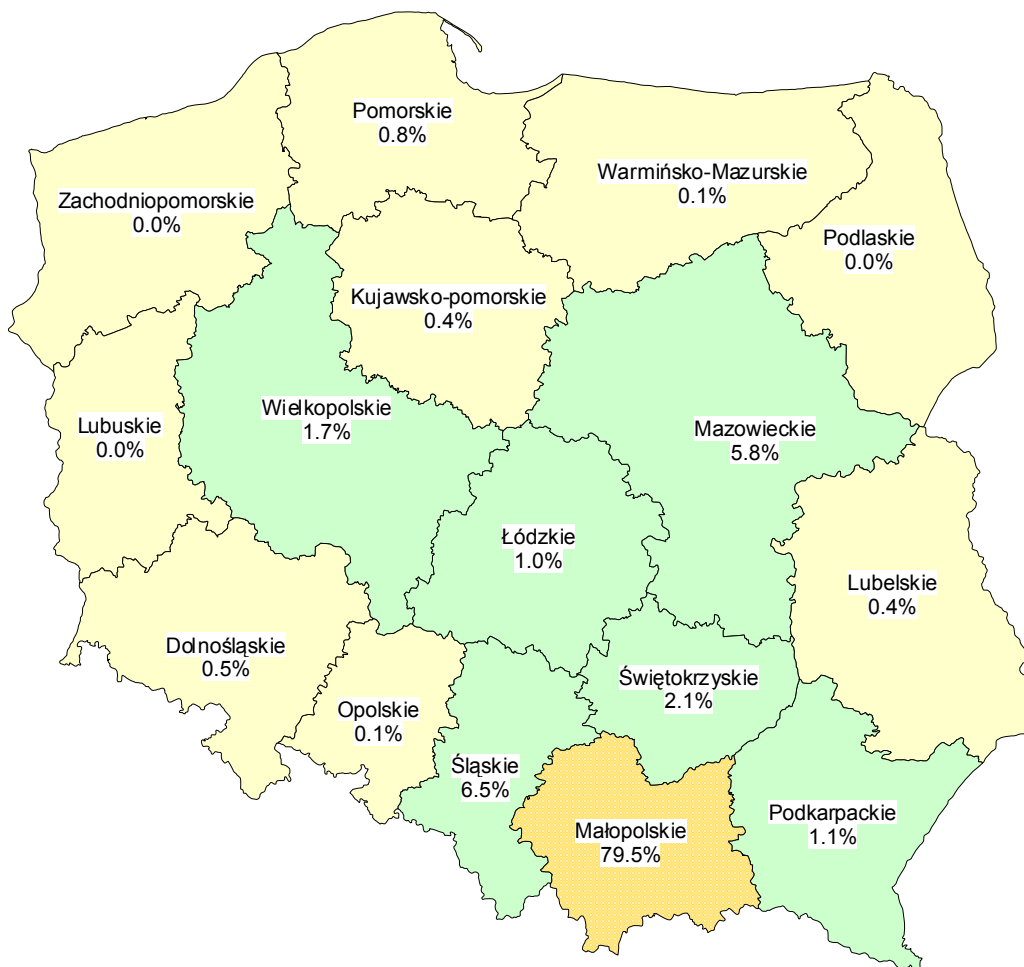 Pomorskie
0.8%
Warmińsko-Mazurskie
0.1%
Zachodniopomorskie
0.0%
Podlaskie
0.0%
Kujawsko-pomorskie
0.4%
Wielkopolskie
1.7%
Lubuskie
0.0%
Mazowieckie
5.8%
Łódzkie
1.0%
Lubelskie
0.4%
Dolnośląskie
0.5%
Świętokrzyskie
2.1%
Opolskie
0.1%
Śląskie
6.5%
Podkarpackie
1.1%
Małopolskie
79.5%